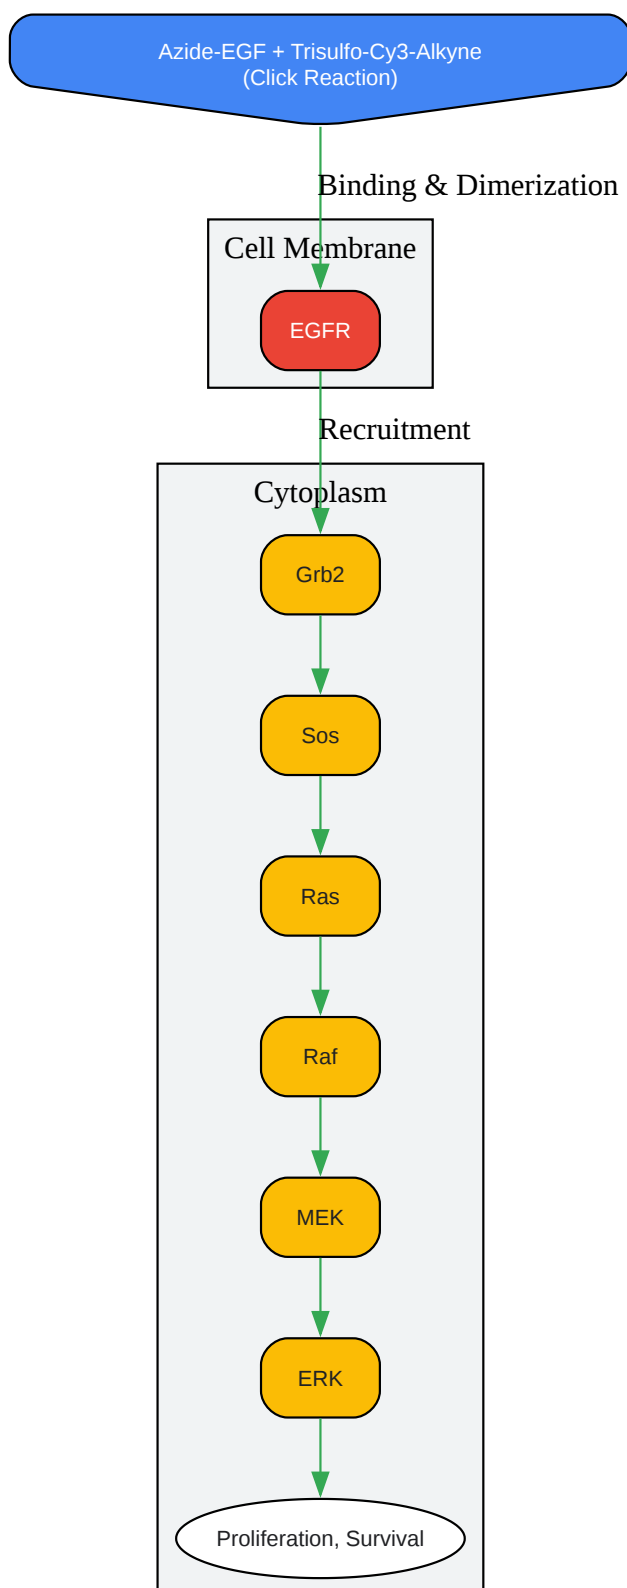 Azide-EGF + Trisulfo-Cy3-Alkyne
(Click Reaction)
Binding & Dimerization
Cell Membrane
EGFR
Recruitment
Cytoplasm
Grb2
Sos
Ras
Raf
MEK
ERK
Proliferation, Survival